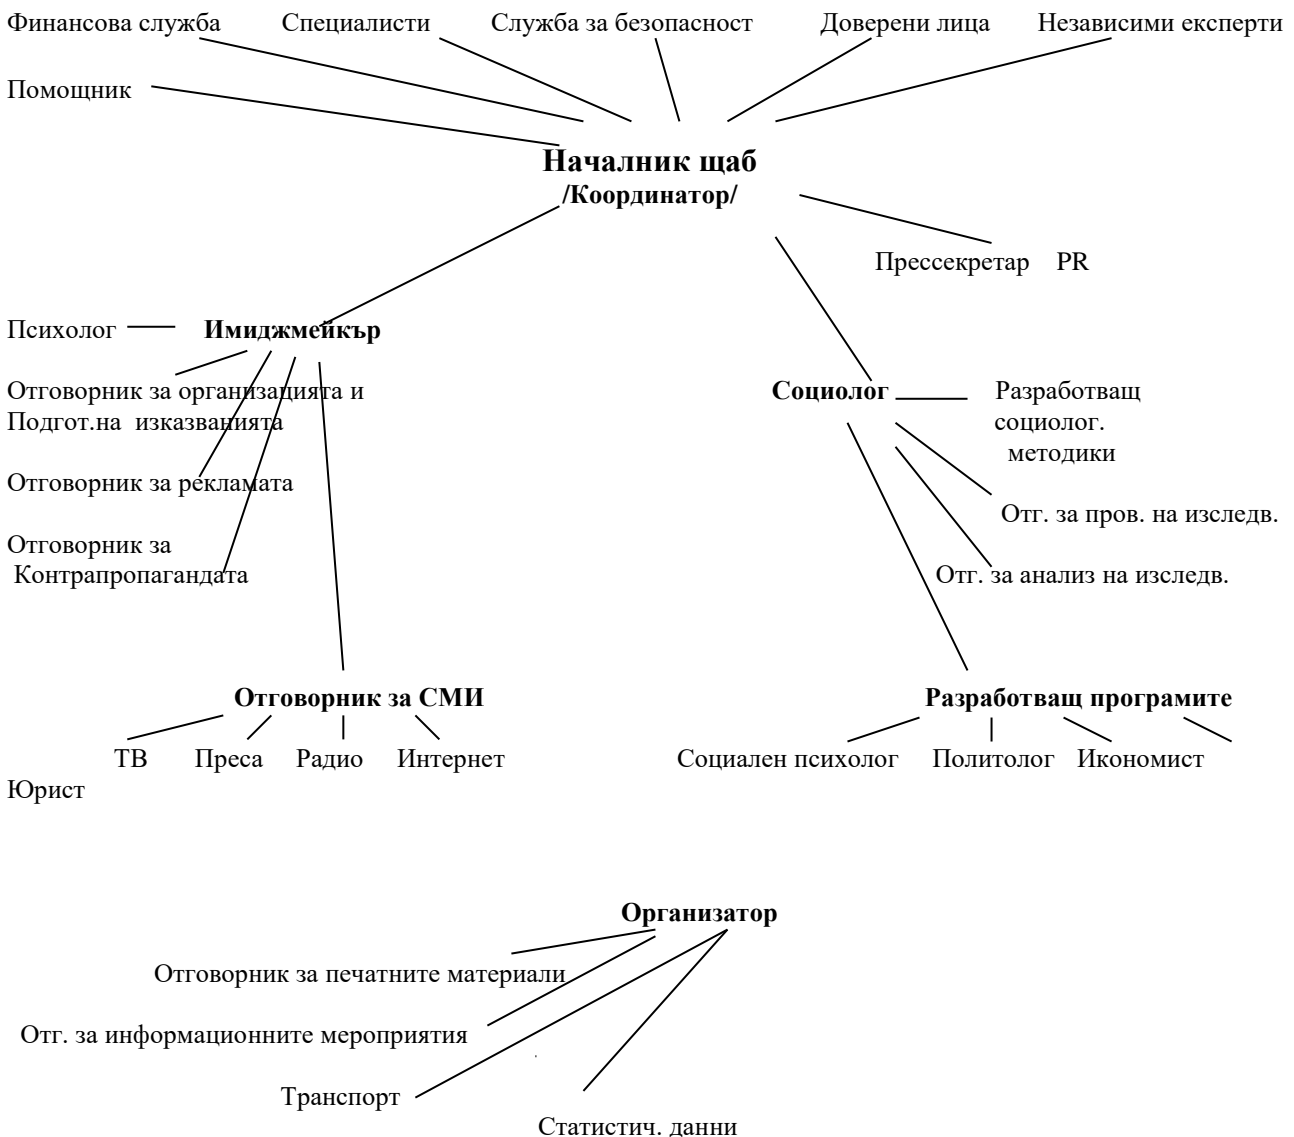 Финансова служба Специалисти Служба за безопасност Доверени лица Независими експерти
Помощник
Началник щаб
/Координатор/
Прессекретар PR
Психолог Имиджмейкър
Отговорник за организацията и Социолог Разработващ
Подгот.на изказванията социолог.
методики
Отговорник за рекламата
Отг. за пров. на изследв.
Отговорник за
Контрапропагандата Отг. за анализ на изследв.
Отговорник за СМИ Разработващ програмите
ТВ Преса Радио Интернет Социален психолог Политолог Икономист
Юрист
Организатор
Отговорник за печатните материали
Отг. за информационните мероприятия
Транспорт
Статистич. данни